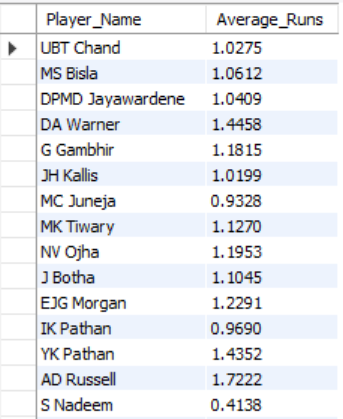 Player_Name Average_Runs
UBT Chand 1.0275
MS Bisla 1.0612
DPMD Jayawardene 1.0409
DA Warner 1.4458
G Gambhir 1.1815
JH Kallis 1.0199
MC Juneja 0.9328
MK Tiwary 1.1270
NV Ojha 1.1953
J Botha 1.1045
EJG Morgan 1.2291
IK Pathan 0.9690
YK Pathan 1.4352
AD Russell 1.7222
S Nadeem 0.4138